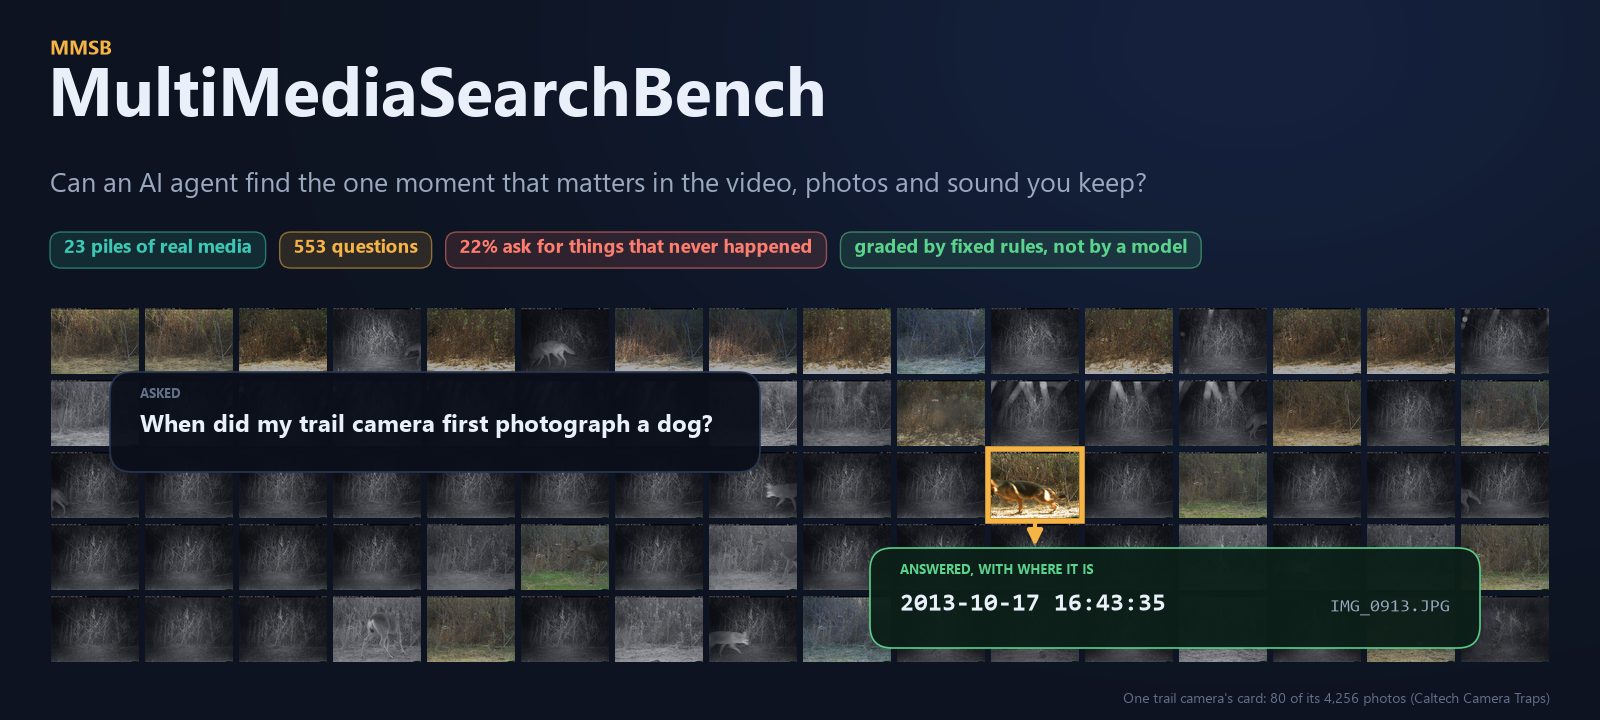 MMSB
MultiMediaSearchBench
Can an AI agent find the one moment that matters in the video, photos and sound you keep?
23 piles of real media
553 questions
22% ask for things that never happened
graded by fixed rules, not by a model
ASKED
When did my trail camera first photograph a dog?
ANSWERED, WITH WHERE IT IS
2013-10-17 16:43:35
IMG_0913.JPG
One trail camera's card: 80 of its 4,256 photos (Caltech Camera Traps)